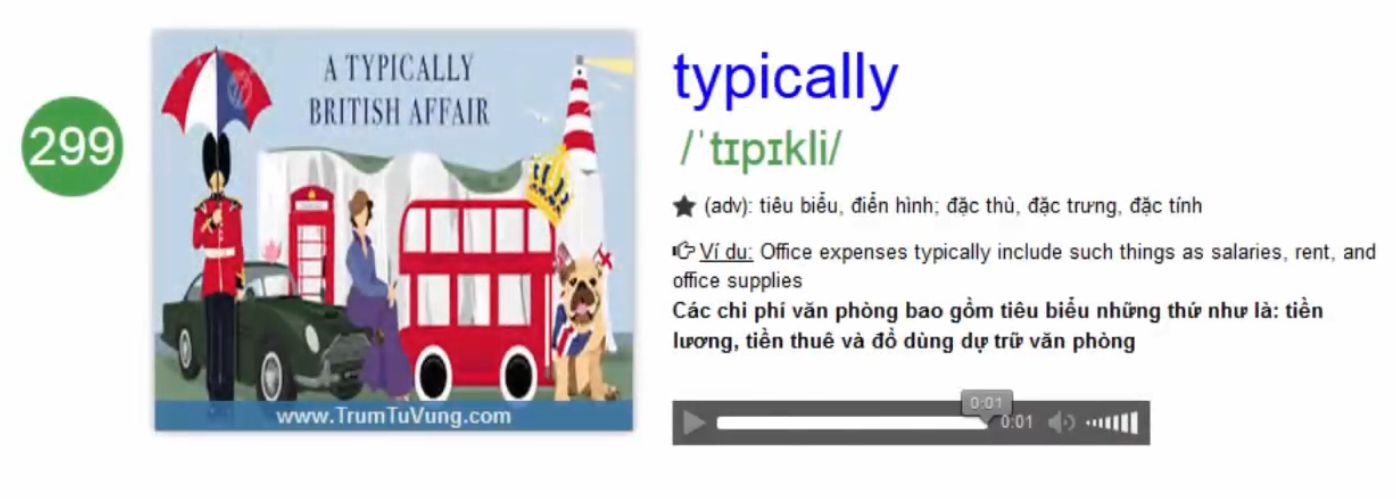 299
A TYPICALLY
BRITISH AFFAIR
www.TrumTuVung.com
typically
/ˈtɪpɪkli/
(adv): tiêu biểu, điển hình; đặc thù, đặc trưng, đặc tính
Ví dụ: Office expenses typically include such things as salaries, rent, and
office supplies
Các chi phí văn phòng bao gồm tiêu biểu những thứ như là: tiền
lương, tiền thuê và đồ dùng dự trữ văn phòng
0:01
0:01